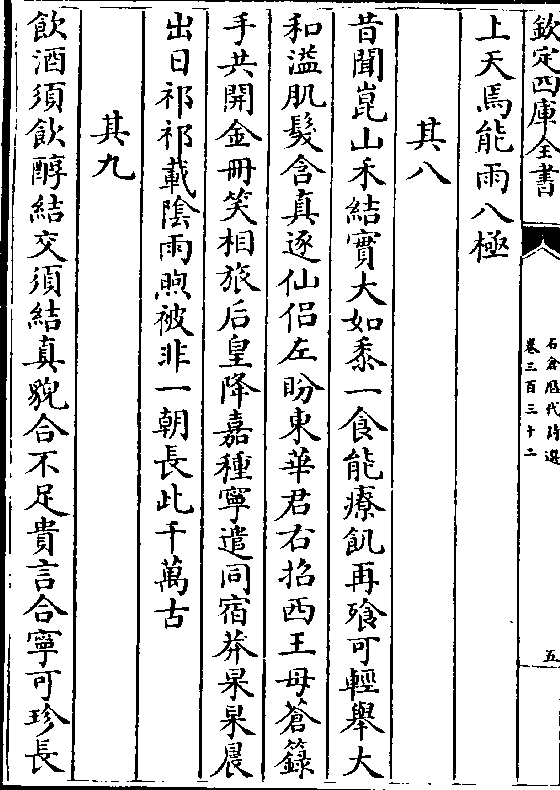 欽定四庫全書
石倉歴代詩選
卷三百三十二
五
上天馬能雨八極
其八
昔聞崑山禾結實大如黍一食能療飢再飱可輕舉大
和溢肌髮含真逐仙侣左盼東華君右招西王母蒼籙
手共開金冊笑相旅后皇降嘉種寧遣同宿莽杲杲晨
出日祁祁載陰雨煦被非一朝長此千萬古
其九
飲酒須飲醇結交須結真貌合不足貴言合寧可珍長